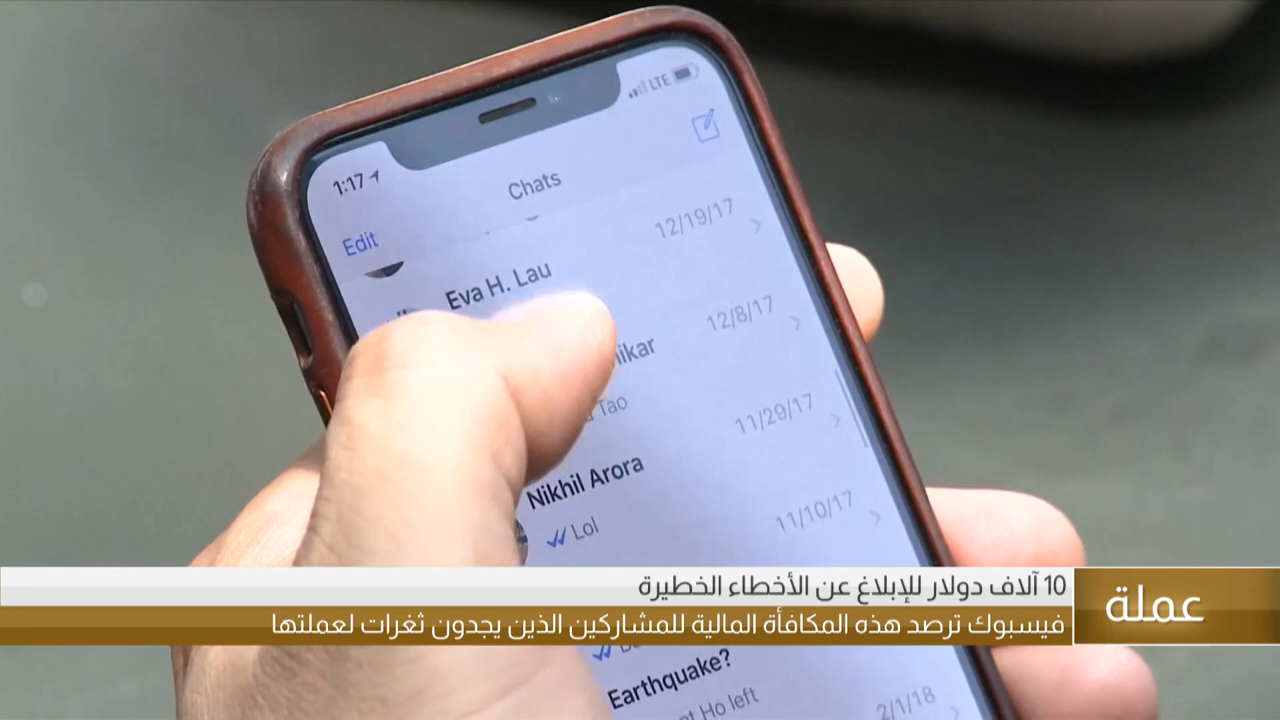 LTE
1:17
Chats
Edit
12/19/17
Eva H. Lau
12/8/17
Tao
11/29/17
Nikhil Arora
Lol
11/10/17
10 آلاف دولار للإبلاغ عن الأخطاء الخطيرة
عملة
فيسبوك ترصد هذه المكافأة المالية للمشاركين الذين يجدون ثغرات لعملتها
Earthquake?
Ho left
2/1/18